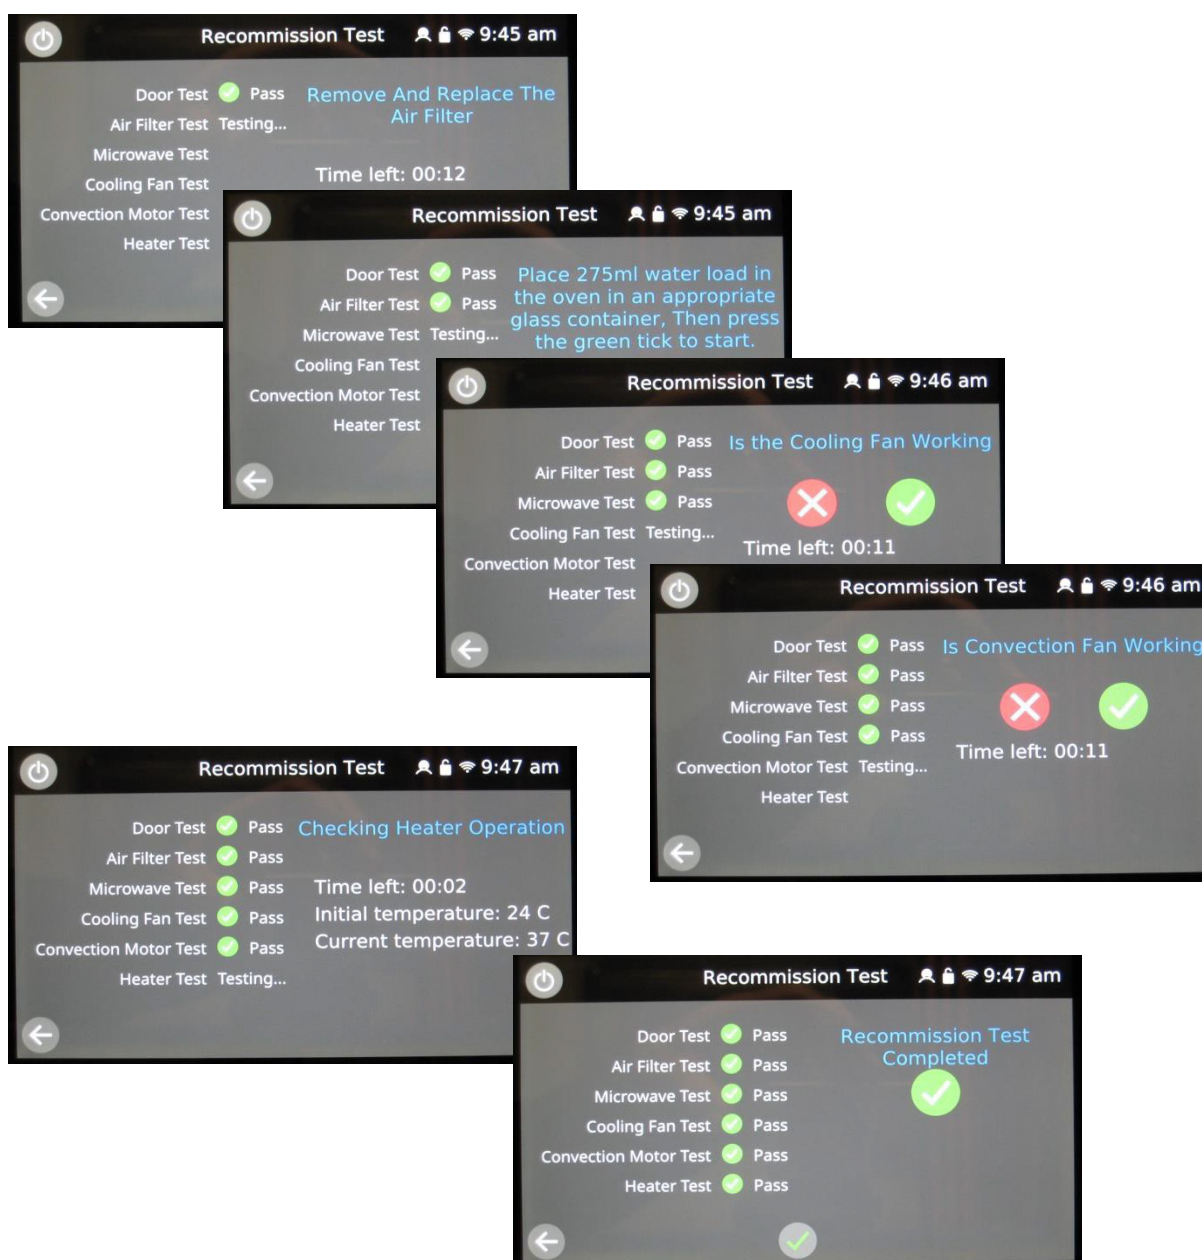 Recommission Test 9:45 am
Door Test Pass
Air Filter Test Testing...
Microwave Test
Cooling Fan Test
Convection Motor Test
Heater Test
Remove And Replace The
Air Filter
Time left: 00:12
Recommission Test 9:45 am
Door Test Pass
Air Filter Test Pass
Microwave Test Testing...
Cooling Fan Test
Convection Motor Test
Heater Test
Place 275ml water load in
the oven in an appropriate
glass container, Then press
the green tick to start.
Recommission Test 9:46 am
Door Test Pass
Air Filter Test Pass
Microwave Test Pass
Cooling Fan Test Testing...
Convection Motor Test
Heater Test
Is the Cooling Fan Working
Time left: 00:11
Recommission Test 9:46 am
Door Test Pass
Air Filter Test Pass
Microwave Test Pass
Cooling Fan Test Pass
Convection Motor Test Testing...
Heater Test
Is Convection Fan Working
Time left: 00:11
Recommission Test 9:47 am
Door Test Pass
Air Filter Test Pass
Microwave Test Pass
Cooling Fan Test Pass
Convection Motor Test Pass
Heater Test Testing...
Checking Heater Operation
Time left: 00:02
Initial temperature: 24 C
Current temperature: 37 C
Recommission Test 9:47 am
Door Test Pass
Air Filter Test Pass
Microwave Test Pass
Cooling Fan Test Pass
Convection Motor Test Pass
Heater Test Pass
Recommission Test
Completed